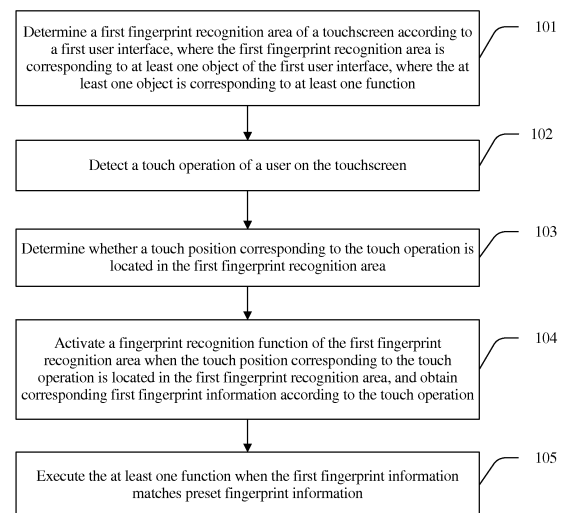 Determine a first fingerprint recognition area of a touchscreen according to
a first user interface, where the first fingerprint recognition area is
corresponding to at least one object of the first user interface, where the at
least one object is corresponding to at least one function
101
Detect a touch operation of a user on the touchscreen
102
Determine whether a touch position corresponding to the touch operation is
located in the first fingerprint recognition area
103
Activate a fingerprint recognition function of the first fingerprint
recognition area when the touch position corresponding to the touch
operation is located in the first fingerprint recognition area, and obtain
corresponding first fingerprint information according to the touch operation
104
Execute the at least one function when the first fingerprint information
matches preset fingerprint information
105